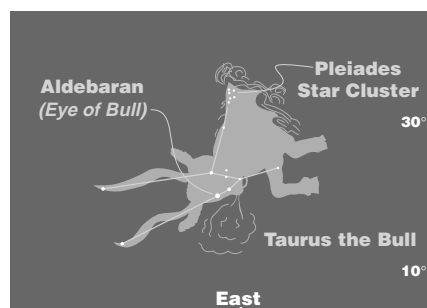 Pleiades
Star Cluster
Aldebaran
(Eye of Bull)
30°
Taurus the Bull
10°
East